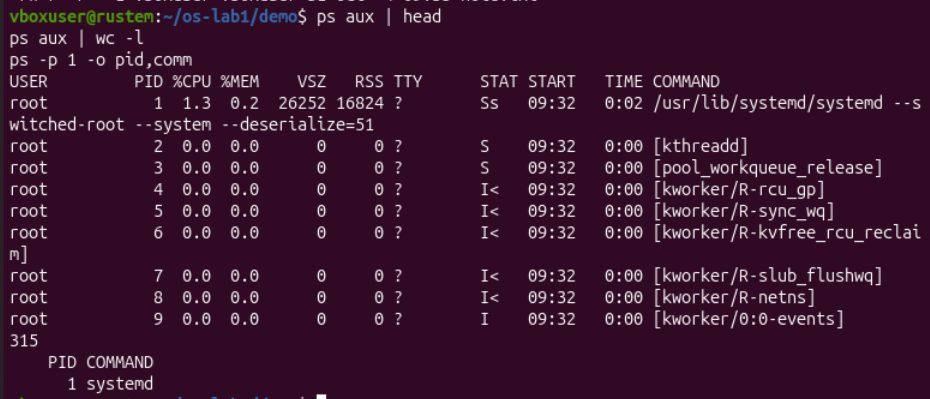 vboxuser@rustem:~/os-lab1/demo$ ps aux | head
ps aux | wc -l
ps -p 1 -o pid,comm
USER         PID %CPU %MEM    VSZ   RSS TTY      STAT START   TIME COMMAND
root           1  1.3  0.2  26252 16824 ?        Ss   09:32   0:02 /usr/lib/systemd/systemd --s
witched-root --system --deserialize=51
root           2  0.0  0.0      0     0 ?        S    09:32   0:00 [kthreadd]
root           3  0.0  0.0      0     0 ?        S    09:32   0:00 [pool_workqueue_release]
root           4  0.0  0.0      0     0 ?        I<   09:32   0:00 [kworker/R-rcu_gp]
root           5  0.0  0.0      0     0 ?        I<   09:32   0:00 [kworker/R-sync_wq]
root           6  0.0  0.0      0     0 ?        I<   09:32   0:00 [kworker/R-kvfree_rcu_reclai
m]
root           7  0.0  0.0      0     0 ?        I<   09:32   0:00 [kworker/R-slub_flushwq]
root           8  0.0  0.0      0     0 ?        I<   09:32   0:00 [kworker/R-netns]
root           9  0.0  0.0      0     0 ?        I    09:32   0:00 [kworker/0:0-events]
315
    PID COMMAND
      1 systemd